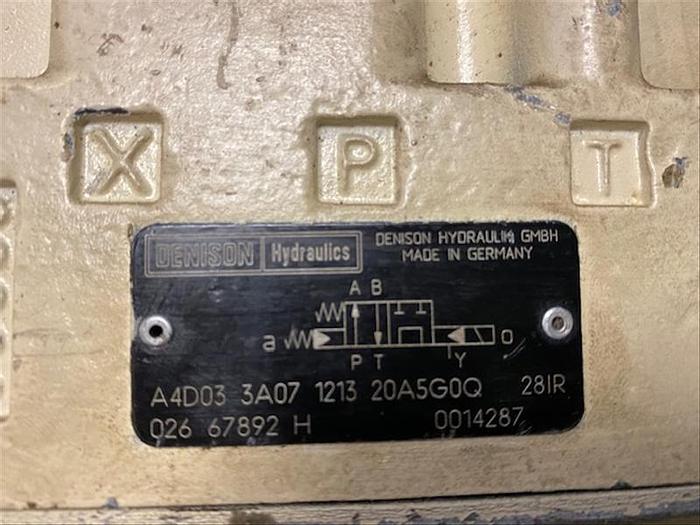 X P T
DENISON Hydraulics DENISON HYDRAULIK GMBH
MADE IN GERMANY
A B
a o
P T Y
A4D03 3A07 1213 20A5G0Q 28IR
026 67892 H 0014287